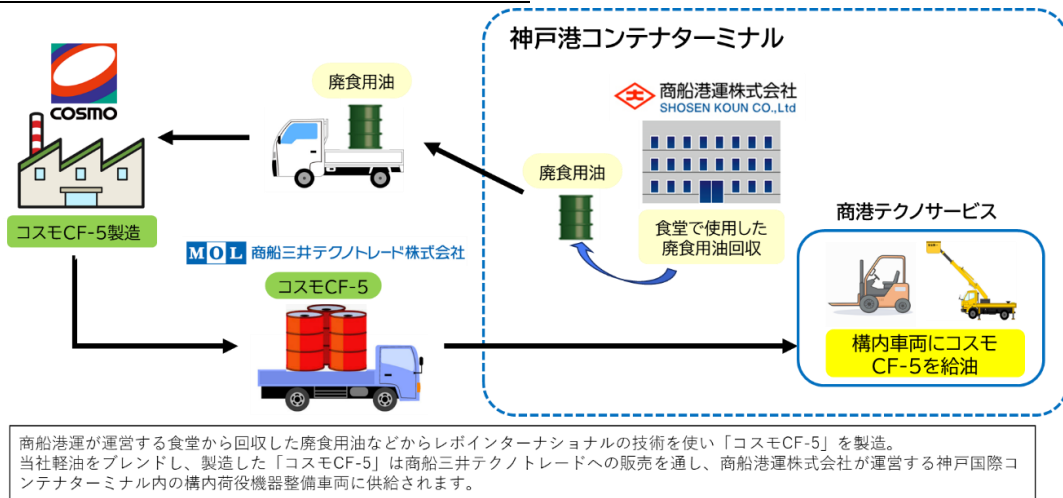 神戸港コンテナターミナル
COSMO
廃食用油
商船港運株式会社
SHOSEN KOUN CO.,Ltd
廃食用油
食堂で使用した
廃食用油回収
コスモCF-5製造
商港テクノサービス
MOL 商船三井テクノトレード株式会社
コスモCF-5
構内車両にコスモ
CF-5を給油
商船港運が運営する食堂から回収した廃食用油などからレボインターナショナルの技術を使い「コスモCF-5」を製造。
当社軽油をブレンドし、製造した「コスモCF-5」は商船三井テクノトレードへの販売を通し、商船港運株式会社が運営する神戸国際コ
ンテナターミナル内の構内荷役機器整備車両に供給されます。